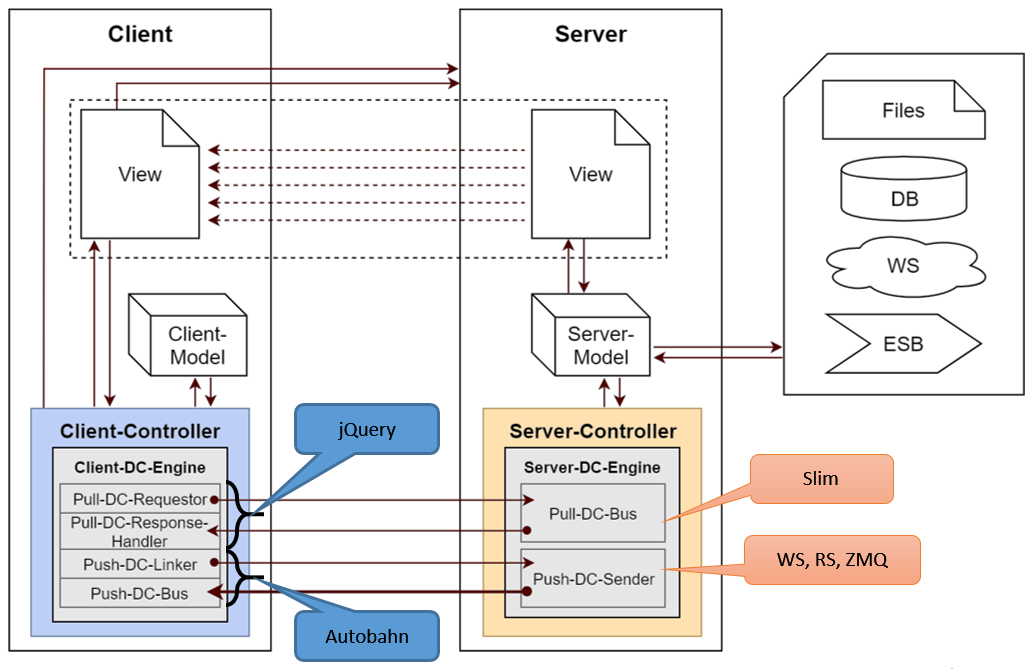 Client
Server
View
View
Files
DB
WS
ESB
Client-
Model
Server-
Model
Client-Controller
Client-DC-Engine
Pull-DC-Requestor
Pull-DC-Response-
Handler
Push-DC-Linker
Push-DC-Bus
jQuery
Autobahn
Server-Controller
Server-DC-Engine
Pull-DC-Bus
Push-DC-Sender
Slim
WS, RS, ZMQ